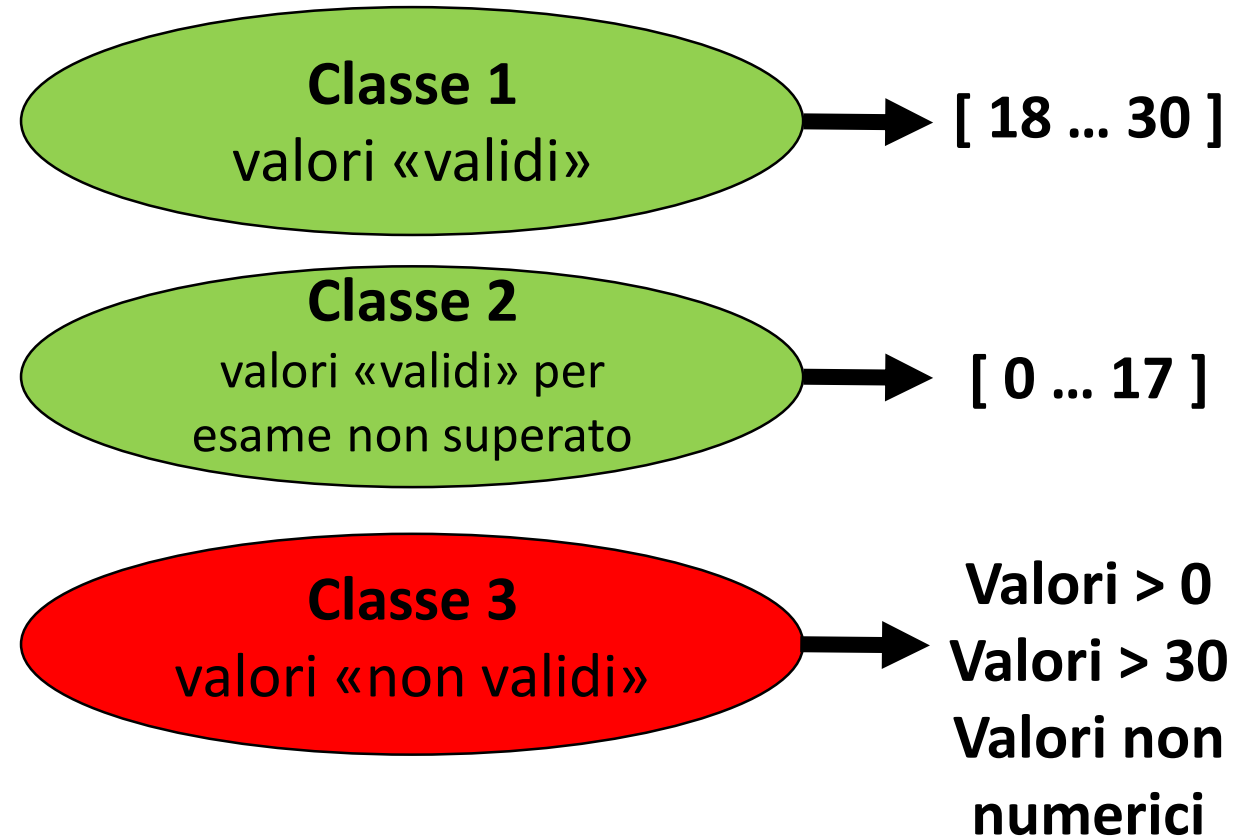 Classe 1
valori «validi»
[ 18 ... 30 ]
Classe 2
valori «validi» per
esame non superato
[ 0 ... 17 ]
Classe 3
valori «non validi»
Valori > 0
Valori > 30
Valori non
numerici